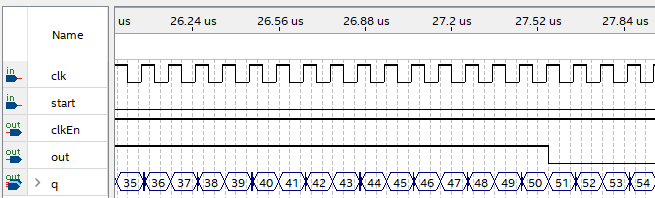 Name
us 26.24 us 26.56 us 26.88 us 27.2 us 27.52 us 27.84 us
in clk
in start
out clkEn
out out
out q 35 36 37 38 39 40 41 42 43 44 45 46 47 48 49 50 51 52 53 54